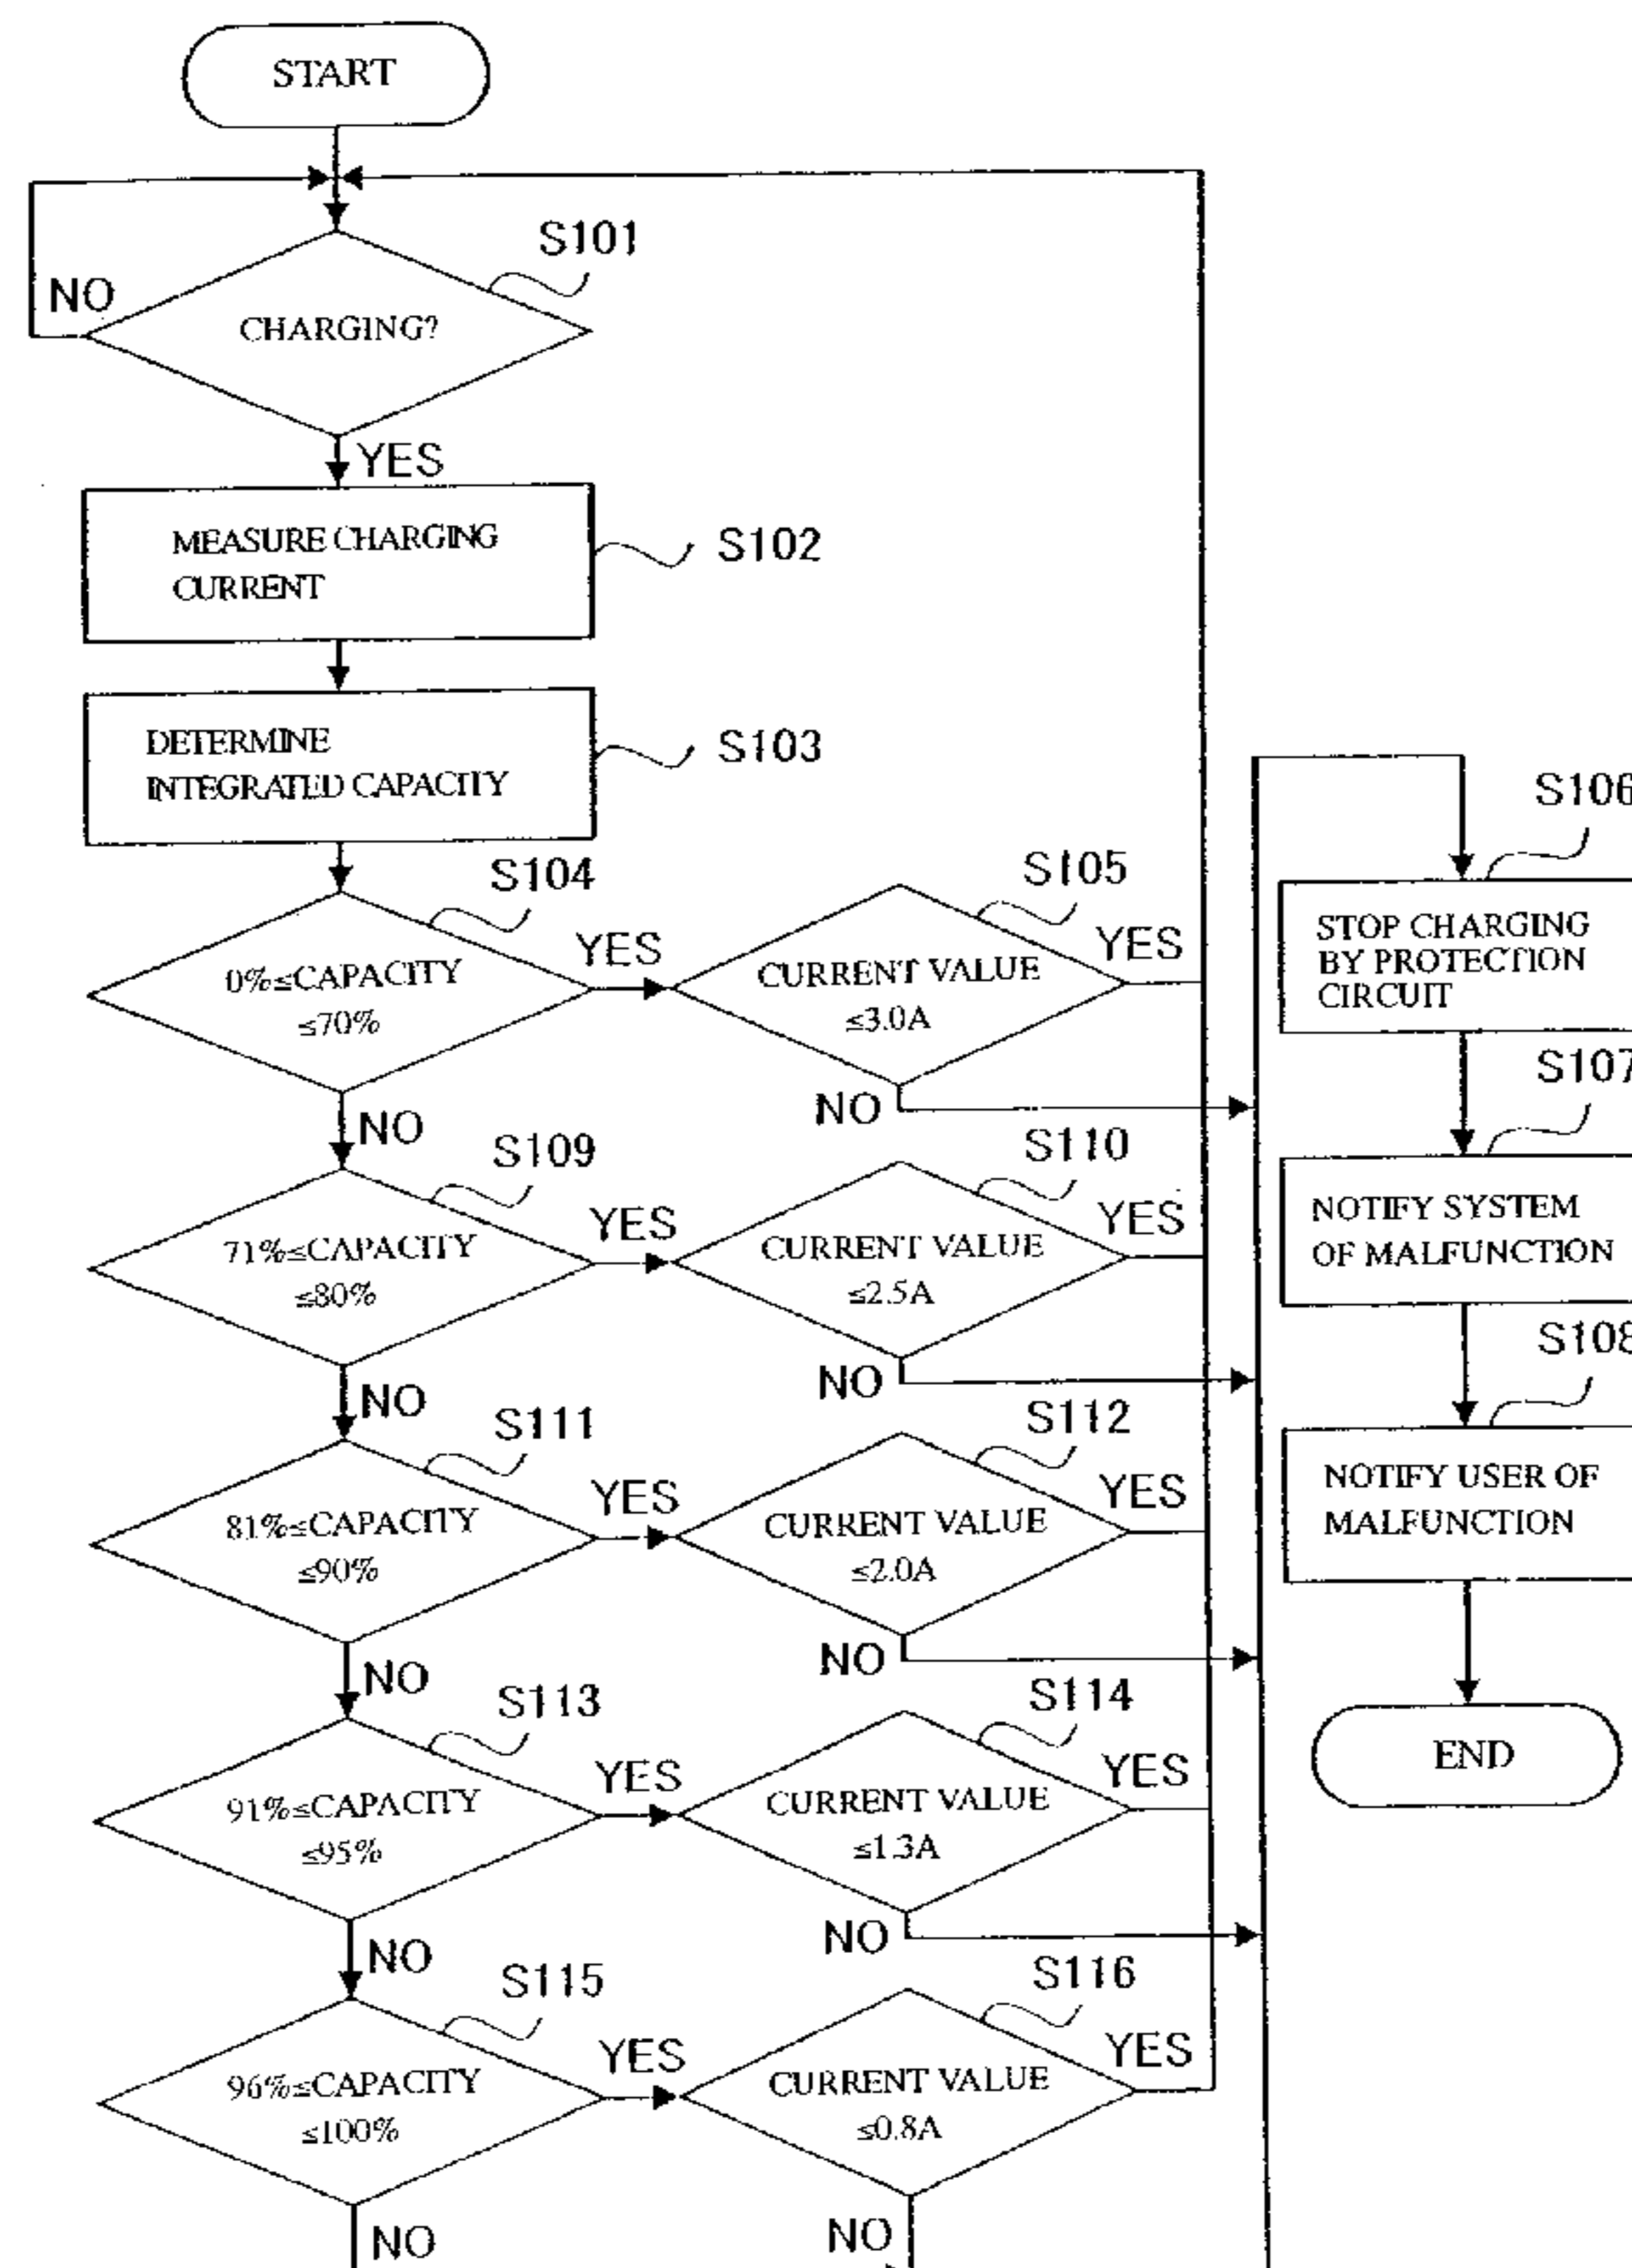 START
S101
NO
CHARGING?
YES
MEASURE CHARGING
CURRENT
S102
DETERMINE
INTEGRATED CAPACITY
S103
S104
0%≤CAPACITY
≤70%
YES
S105
CURRENT VALUE
≤3.0A
YES
NO
NO
S106
STOP CHARGING
BY PROTECTION
CIRCUIT
S107
NOTIFY SYSTEM
OF MALFUNCTION
S108
NOTIFY USER OF
MALFUNCTION
END
S109
71%≤CAPACITY
≤80%
YES
S110
CURRENT VALUE
≤2.5A
YES
NO
NO
S111
81%≤CAPACITY
≤90%
YES
S112
CURRENT VALUE
≤2.0A
YES
NO
NO
S113
91%≤CAPACITY
≤95%
YES
S114
CURRENT VALUE
≤1.3A
YES
NO
NO
S115
96%≤CAPACITY
≤100%
YES
S116
CURRENT VALUE
≤0.8A
YES
NO
NO